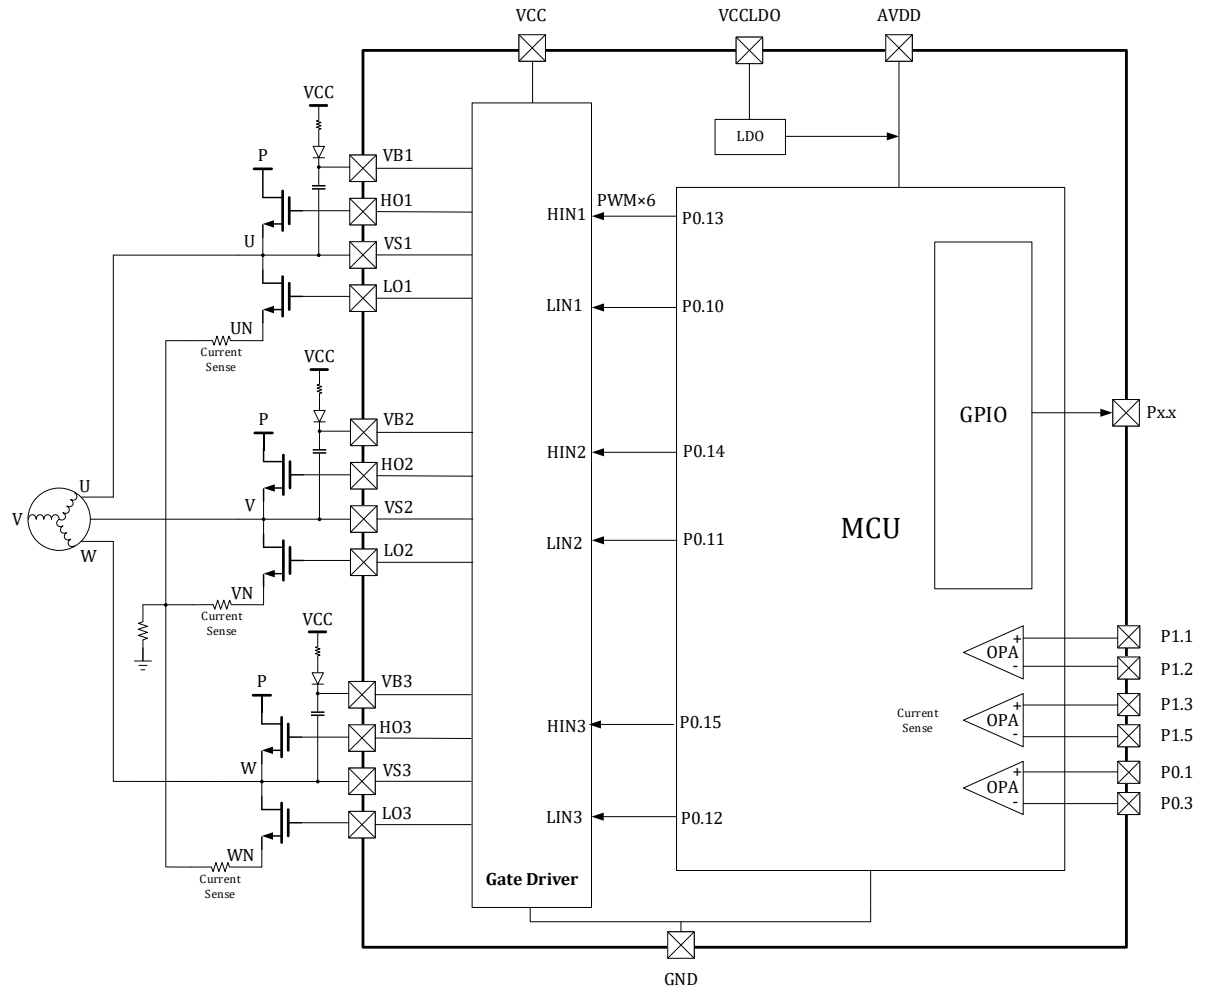 VCC
VCCLDO
AVDD
VCC
LDO
P
VB1
HO1
HIN1
PWM×6
P0.13
U
VS1
LO1
LIN1
P0.10
UN
Current
Sense
VCC
P
VB2
GPIO
Px.x
HO2
HIN2
P0.14
U
V
V
VS2
MCU
W
LO2
LIN2
P0.11
VN
Current
Sense
VCC
OPA
+
-
P1.1
P1.2
P
VB3
HO3
HIN3
P0.15
Current
Sense
OPA
+
-
P1.3
P1.5
W
VS3
OPA
+
-
P0.1
P0.3
LO3
LIN3
P0.12
WN
Current
Sense
Gate Driver
GND